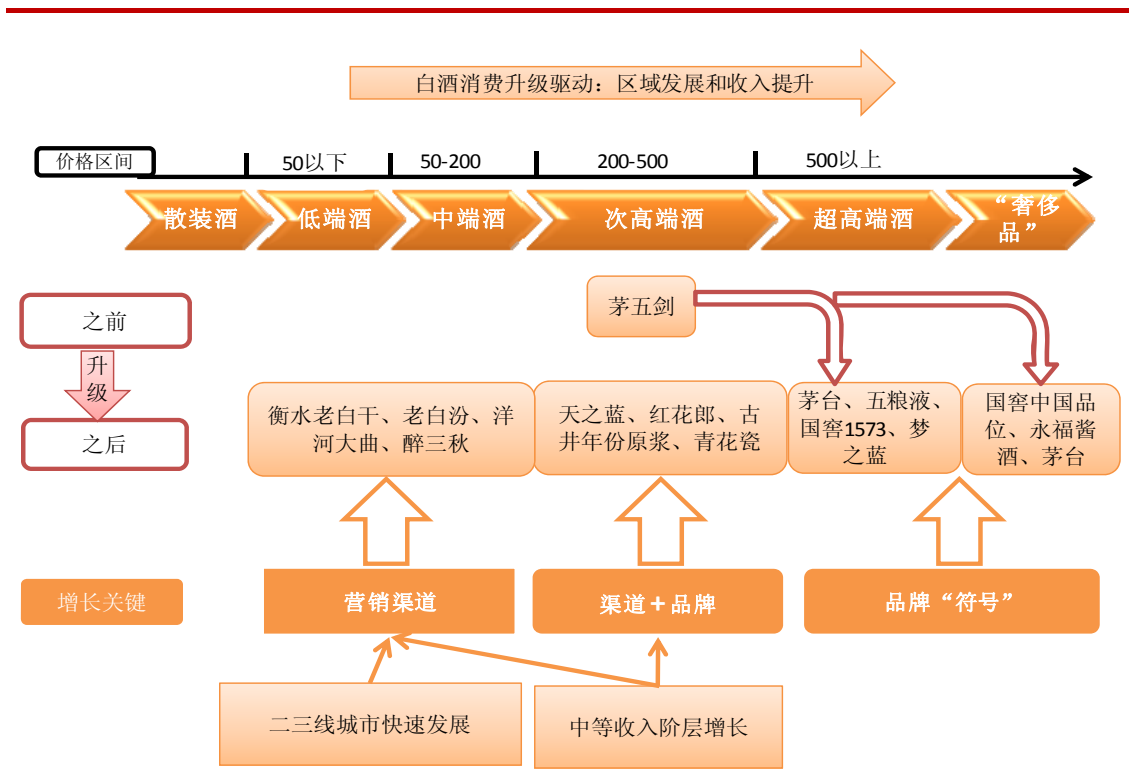 白酒消费升级驱动：区域发展和收入提升
价格区间
50以下
50-200
200-500
500以上
散装酒
低端酒
中端酒
次高端酒
超高端酒
“奢侈
品”
之前
茅五剑
升
级
之后
衡水老白干、老白汾、洋
河大曲、醉三秋
天之蓝、红花郎、古
井年份原浆、青花瓷
茅台、五粮液、
国窖1573、梦
之蓝
国窖中国品
位、永福酱
酒、茅台
增长关键
营销渠道
渠道＋品牌
品牌“符号”
二三线城市快速发展
中等收入阶层增长